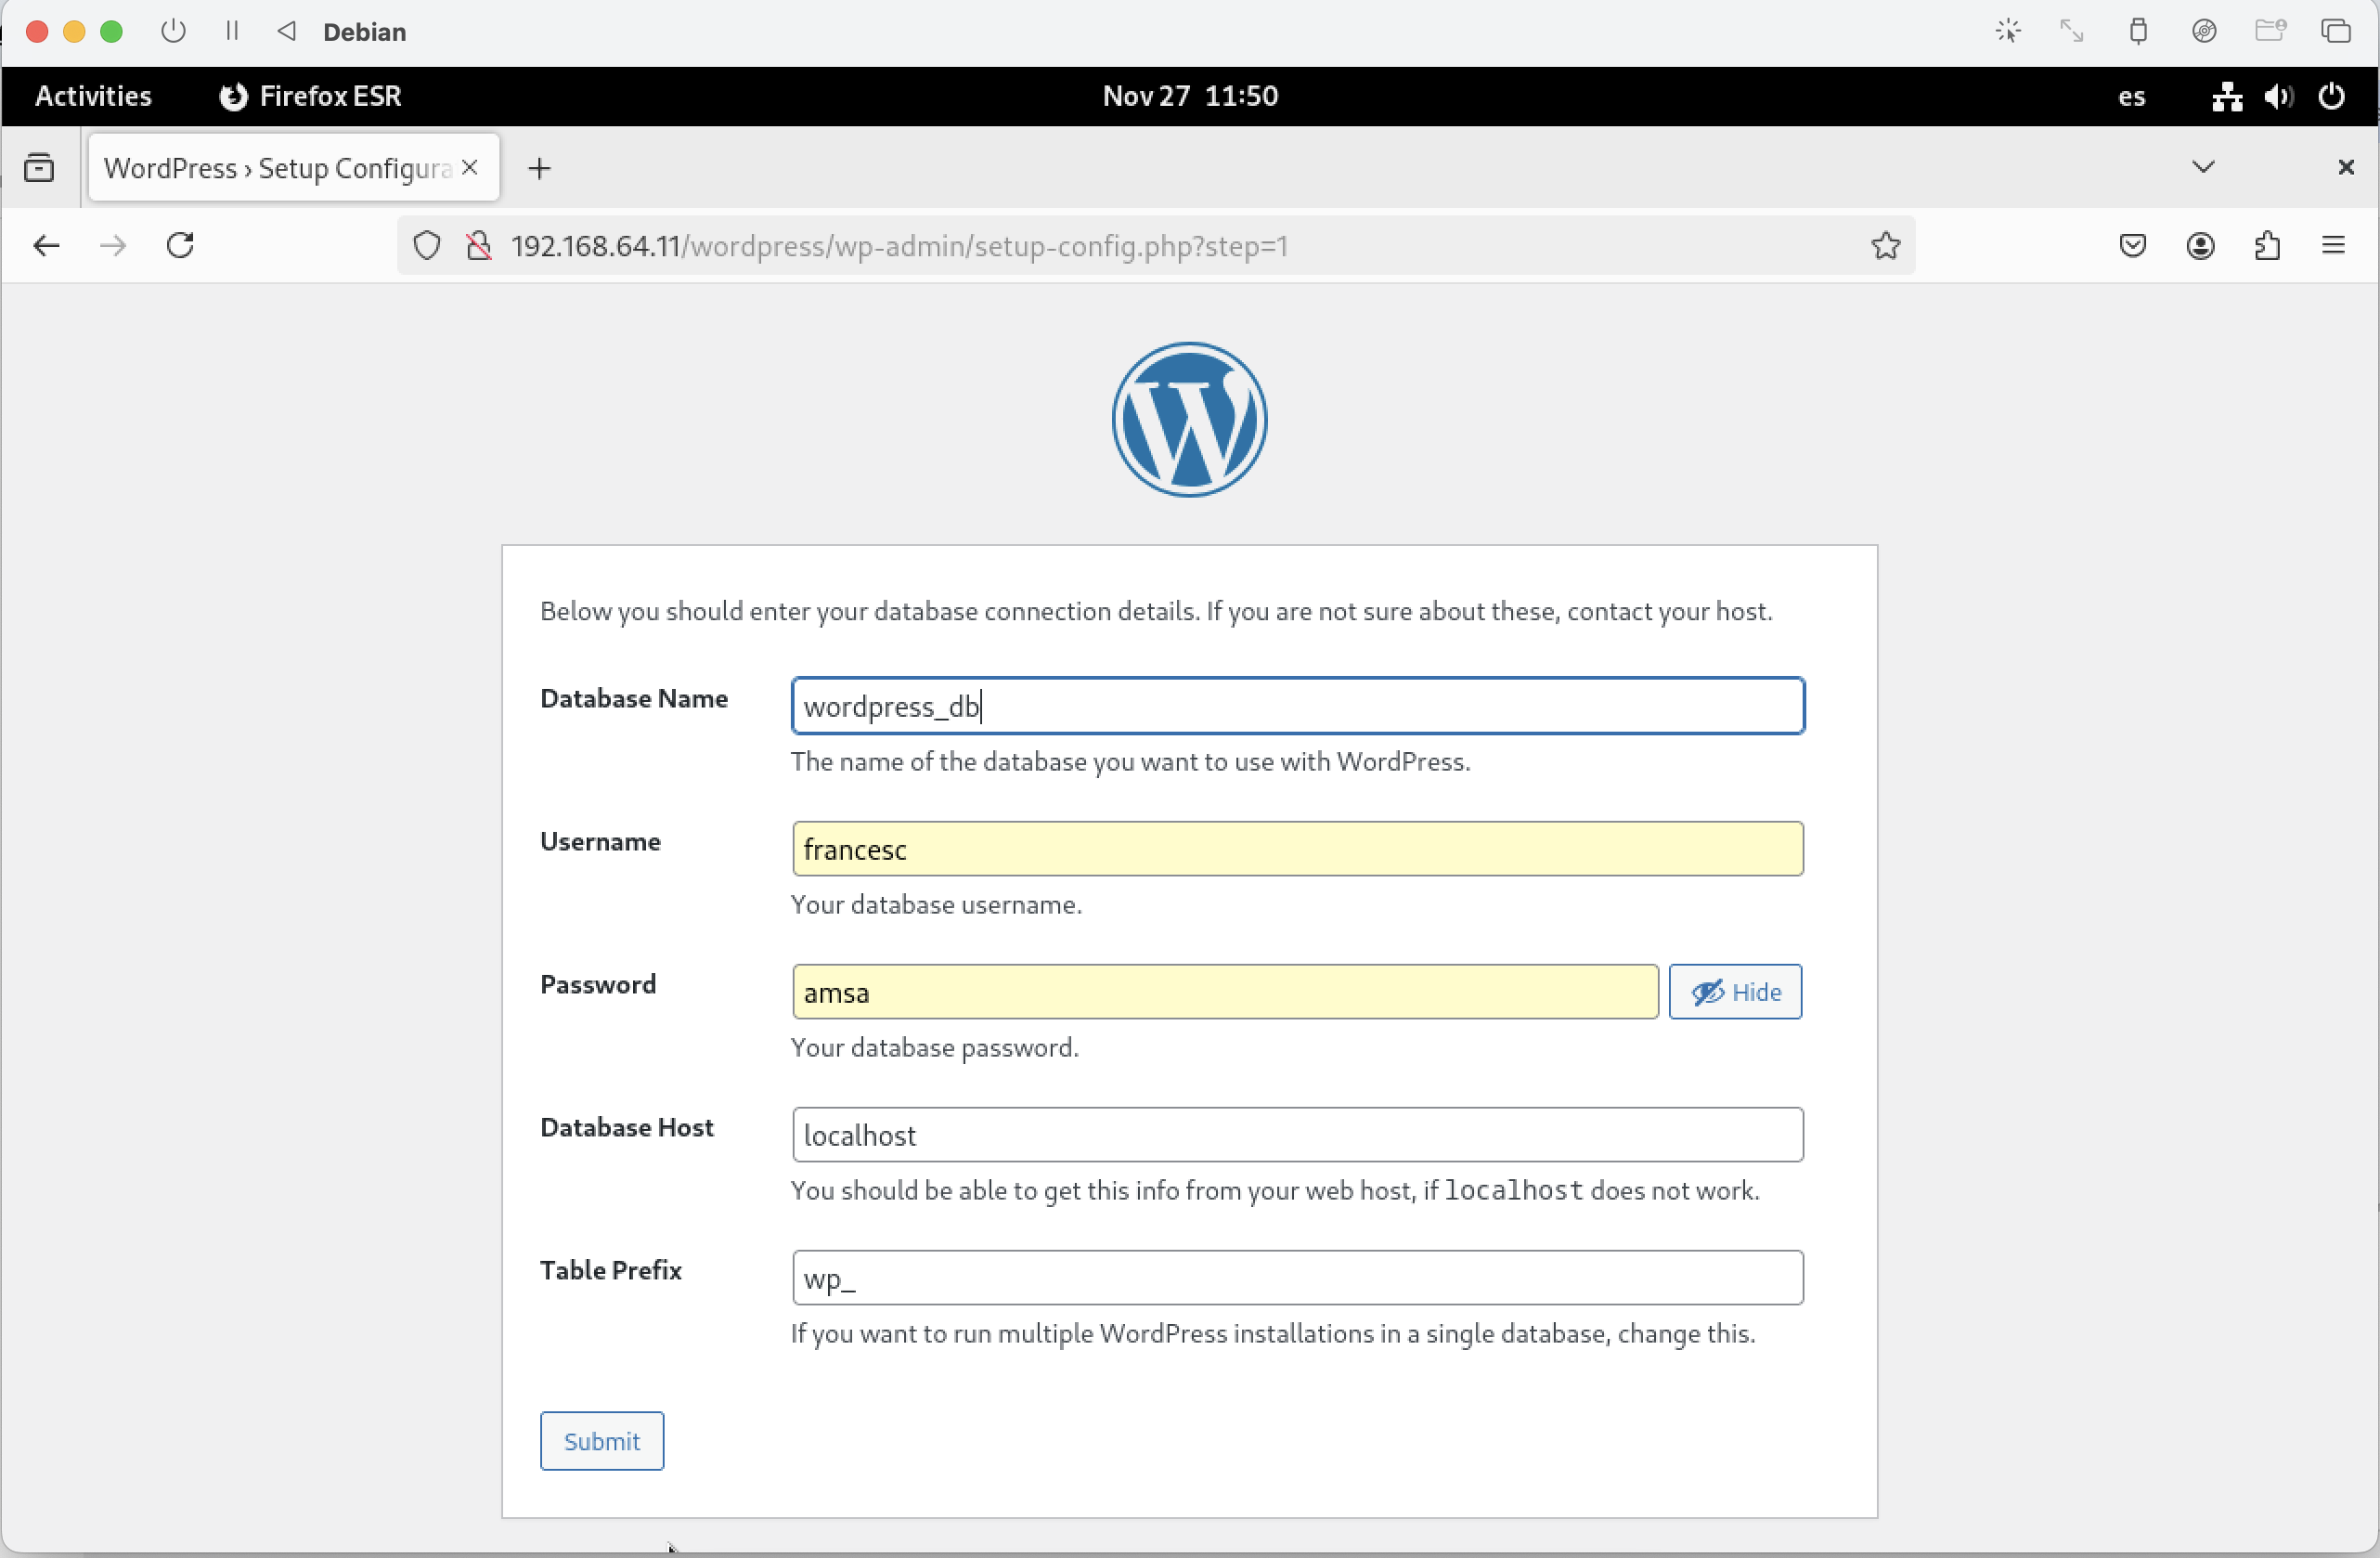 Debian
Activities Firefox ESR Nov 27 11:50 es
WordPress › Setup Configura
192.168.64.11/wordpress/wp-admin/setup-config.php?step=1
Below you should enter your database connection details. If you are not sure about these, contact your host.
Database Name wordpress_db
The name of the database you want to use with WordPress.
Username francesc
Your database username.
Password amsa Hide
Your database password.
Database Host localhost
You should be able to get this info from your web host, if localhost does not work.
Table Prefix wp_
If you want to run multiple WordPress installations in a single database, change this.
Submit